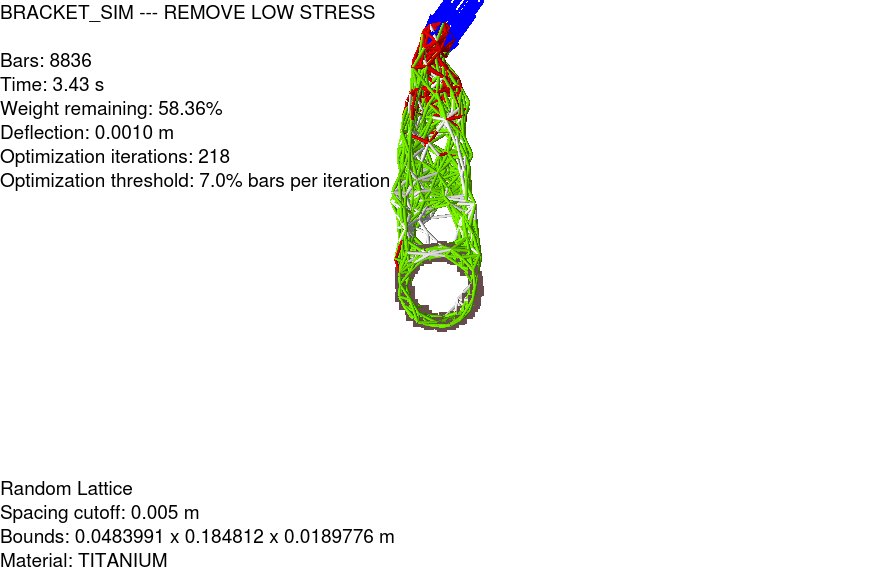 BRACKET_SIM --- REMOVE LOW STRESS
Bars: 8836
Time: 3.43 s
Weight remaining: 58.36%
Deflection: 0.0010 m
Optimization iterations: 218
Optimization threshold: 7.0% bars per iteration
Random Lattice
Spacing cutoff: 0.005 m
Bounds: 0.0483991 x 0.184812 x 0.0189776 m
Material: TITANIUM